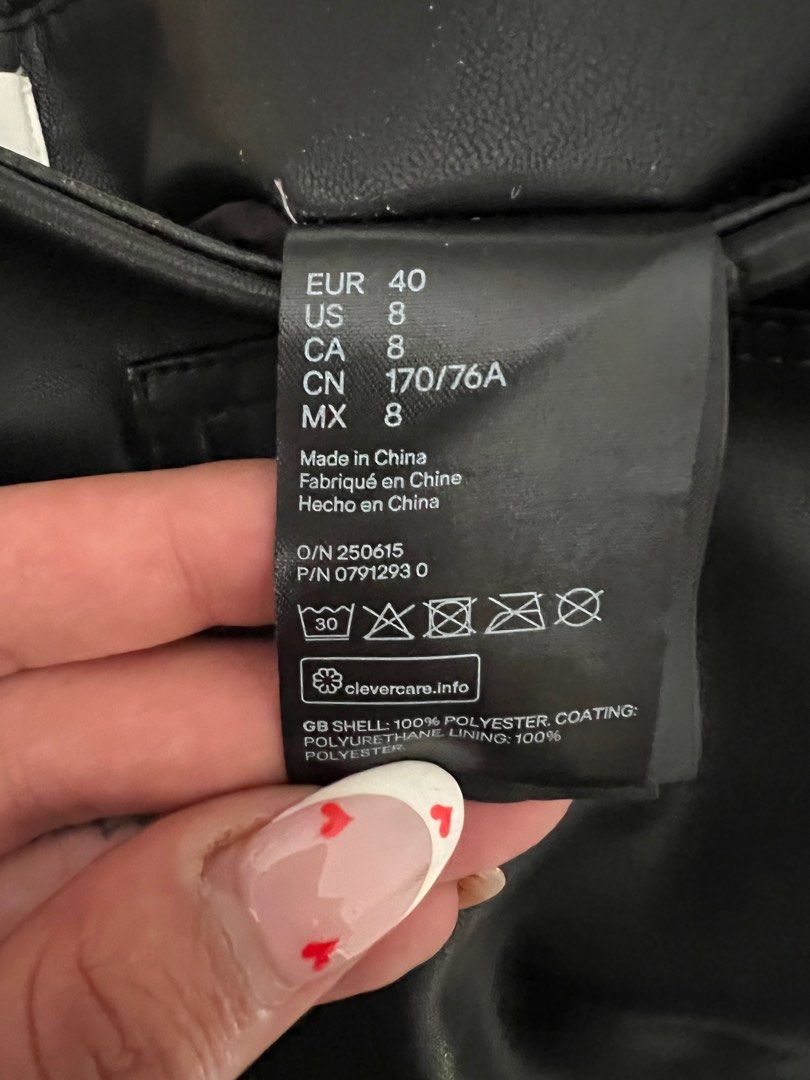 EUR 40
US 8
CA 8
CN 170/76A
MX 8
Made in China
Fabriqué en Chine
Hecho en China
O/N 250615
P/N 0791293 0
30
clevercare.info
GB SHELL: 100% POLYESTER. COATING:
POLYURETHANE. LINING: 100%
POLYESTER